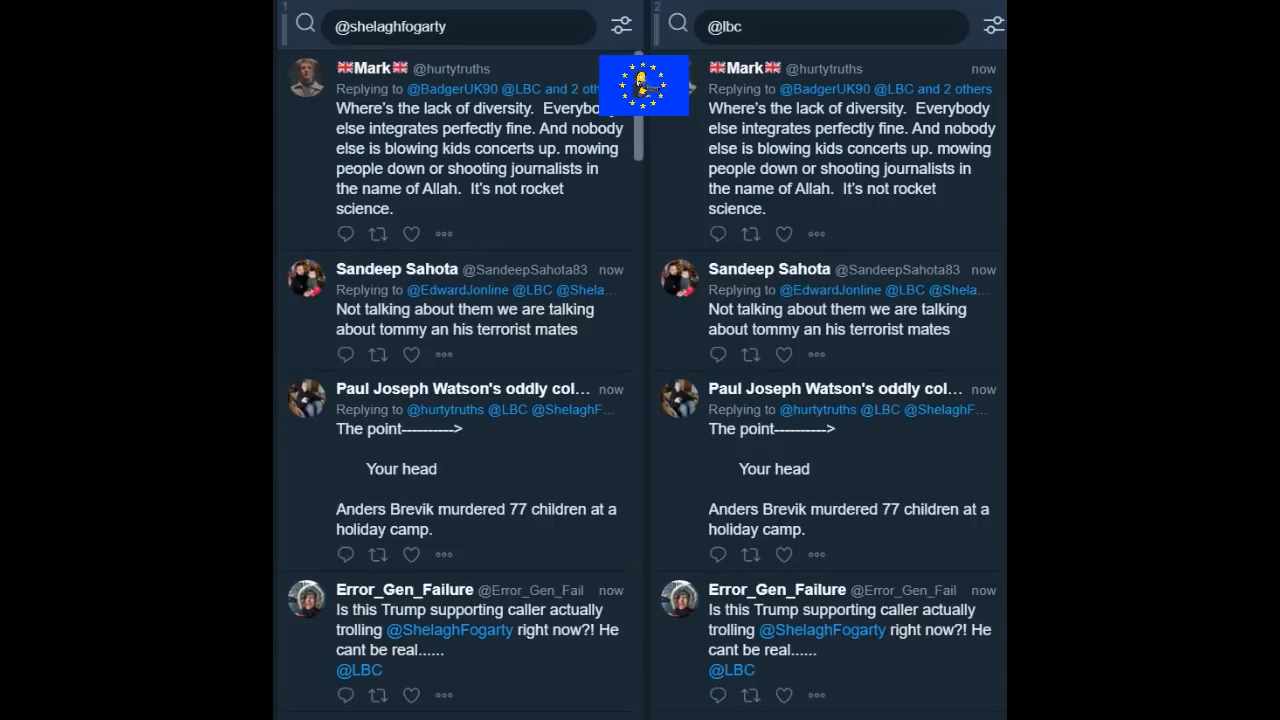 1
@shelaghfogarty
🇬🇧Mark🇬🇧 @hurtytruths
Replying to @BadgerUK90 @LBC and 2 oth
Where's the lack of diversity. Everybody
else integrates perfectly fine. And nobody
else is blowing kids concerts up. mowing
people down or shooting journalists in
the name of Allah. It's not rocket
science.
Sandeep Sahota @SandeepSahota83 now
Replying to @EdwardJonline @LBC @Shela…
Not talking about them we are talking
about tommy an his terrorist mates
Paul Joseph Watson's oddly col… now
Replying to @hurtytruths @LBC @ShelaghF…
The point---------->
Your head
Anders Brevik murdered 77 children at a
holiday camp.
Error_Gen_Failure @Error_Gen_Fail now
Is this Trump supporting caller actually
trolling @ShelaghFogarty right now?! He
cant be real......
@LBC
2
@lbc
🇬🇧Mark🇬🇧 @hurtytruths now
Replying to @BadgerUK90 @LBC and 2 others
Where's the lack of diversity. Everybody
else integrates perfectly fine. And nobody
else is blowing kids concerts up. mowing
people down or shooting journalists in
the name of Allah. It's not rocket
science.
Sandeep Sahota @SandeepSahota83 now
Replying to @EdwardJonline @LBC @Shela…
Not talking about them we are talking
about tommy an his terrorist mates
Paul Joseph Watson's oddly col… now
Replying to @hurtytruths @LBC @ShelaghF…
The point---------->
Your head
Anders Brevik murdered 77 children at a
holiday camp.
Error_Gen_Failure @Error_Gen_Fail now
Is this Trump supporting caller actually
trolling @ShelaghFogarty right now?! He
cant be real......
@LBC